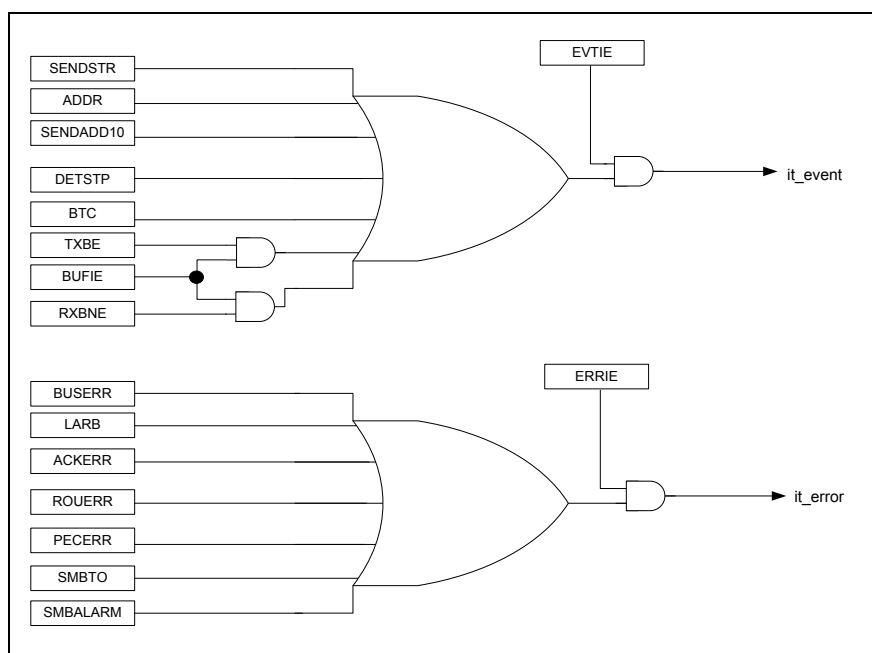 EVTIE
SENDSTR
ADDR
SENDADD10
DETSTP
BTC
TXBE
BUFIE
RXBNE
it_event
ERRIE
BUSERR
LARB
ACKERR
ROUERR
PECERR
SMBTO
SMBALARM
it_error